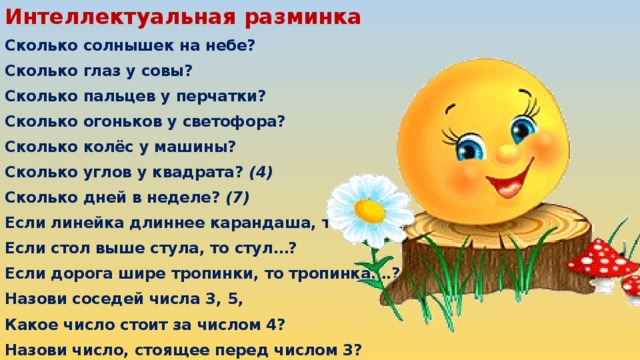 Интеллектуальная разминка
Сколько солнышек на небе?
Сколько глаз у совы?
Сколько пальцев у перчатки?
Сколько огоньков у светофора?
Сколько колёс у машины?
Сколько углов у квадрата? (4)
Сколько дней в неделе? (7)
Если линейка длиннее карандаша,
Если стол выше стула, то стул…?
Если дорога шире тропинки, то тропинка….?
Назови соседей числа 3, 5,
Какое число стоит за числом 4?
Назови число, стоящее перед числом 3?